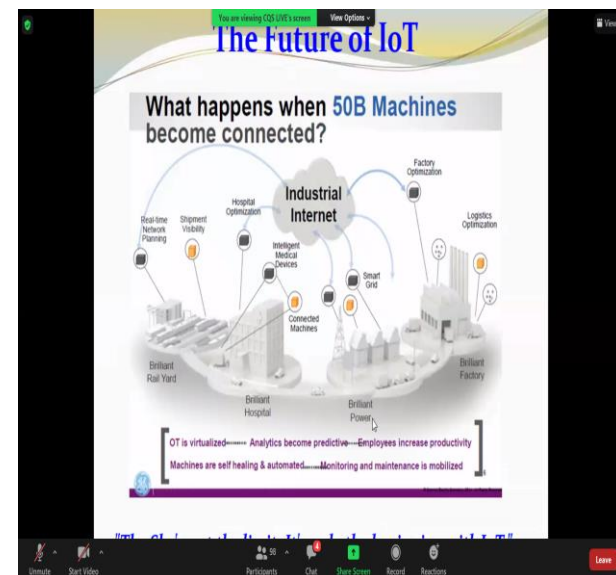 You are viewing CQS LIVE's screen View Options
View
The Future of IoT
What happens when 50B Machines
become connected?
Industrial
Internet
Factory
Optimization
Hospital
Optimization
Logistics
Optimization
Real-time
Network
Planning
Shipment
Visibility
Intelligent
Medical
Devices
Smart
Grid
Connected
Machines
Brilliant
Rail Yard
Brilliant
Hospital
Brilliant
Power
Brilliant
Factory
OT is virtualized Analytics become predictive Employees increase productivity
Machines are self healing & automated Monitoring and maintenance is mobilized
Unmute Start Video Participants 98 Chat 4 Share Screen Record Reactions Leave